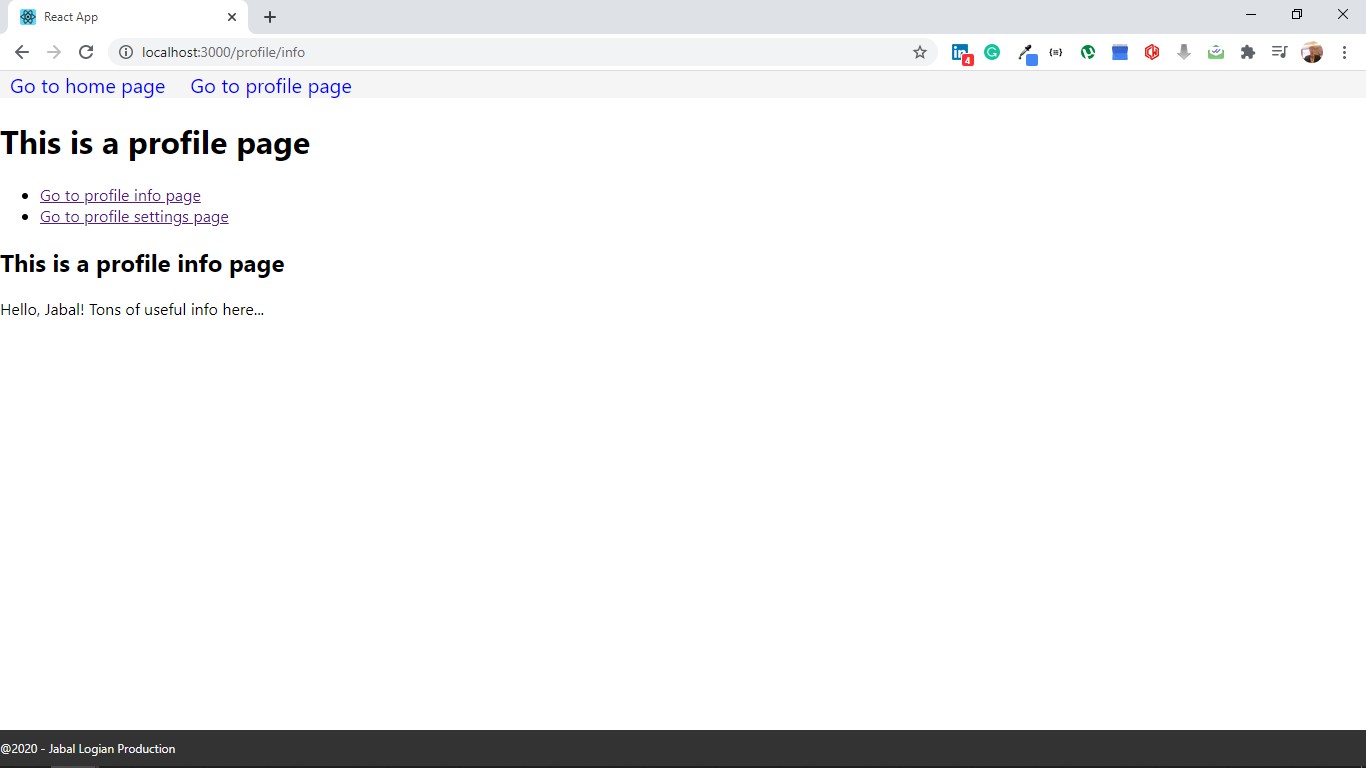 React App
localhost:3000/profile/info
4
Go to home page Go to profile page
This is a profile page
Go to profile info page
Go to profile settings page
This is a profile info page
Hello, Jabal! Tons of useful info here...
@2020 - Jabal Logian Production